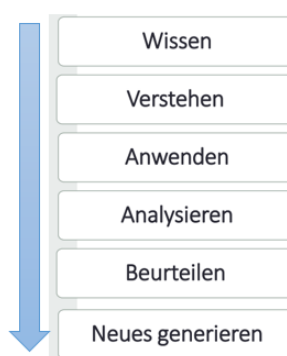 Wissen
Verstehen
Anwenden
Analysieren
Beurteilen
Neues generieren